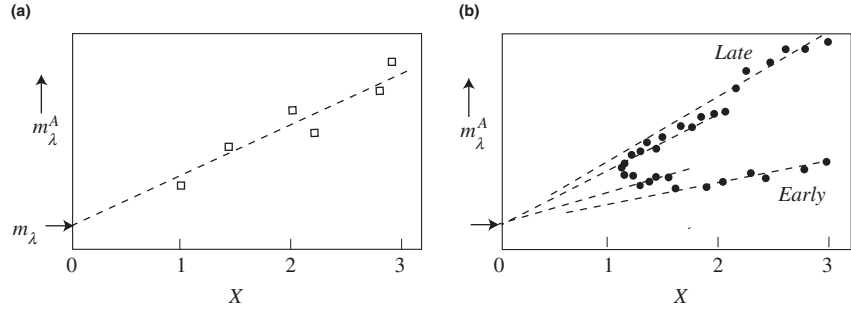 (a)
m_λ^A
m_λ
0 1 2 3
X
(b)
Late
m_λ^A
Early
0 1 2 3
X